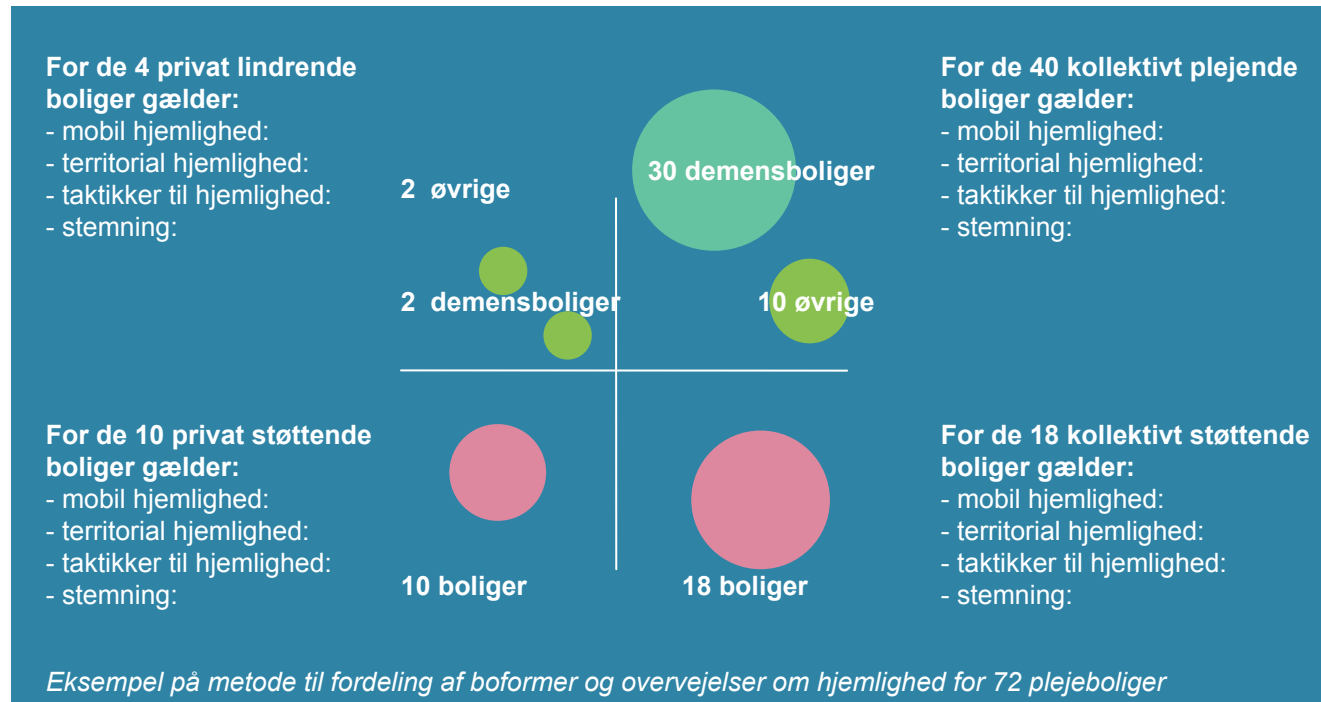 For de 4 privat lindrende
boliger gælder:
- mobil hjemlighed:
- territorial hjemlighed:
- taktikker til hjemlighed:
- stemning:
2 øvrige
2 demensboliger
30 demensboliger
10 øvrige
For de 40 kollektivt plejende
boliger gælder:
- mobil hjemlighed:
- territorial hjemlighed:
- taktikker til hjemlighed:
- stemning:
For de 10 privat støttende
boliger gælder:
- mobil hjemlighed:
- territorial hjemlighed:
- taktikker til hjemlighed:
- stemning:
10 boliger
18 boliger
For de 18 kollektivt støttende
boliger gælder:
- mobil hjemlighed:
- territorial hjemlighed:
- taktikker til hjemlighed:
- stemning:
Eksempel på metode til fordeling af boformer og overvejelser om hjemlighed for 72 plejeboliger